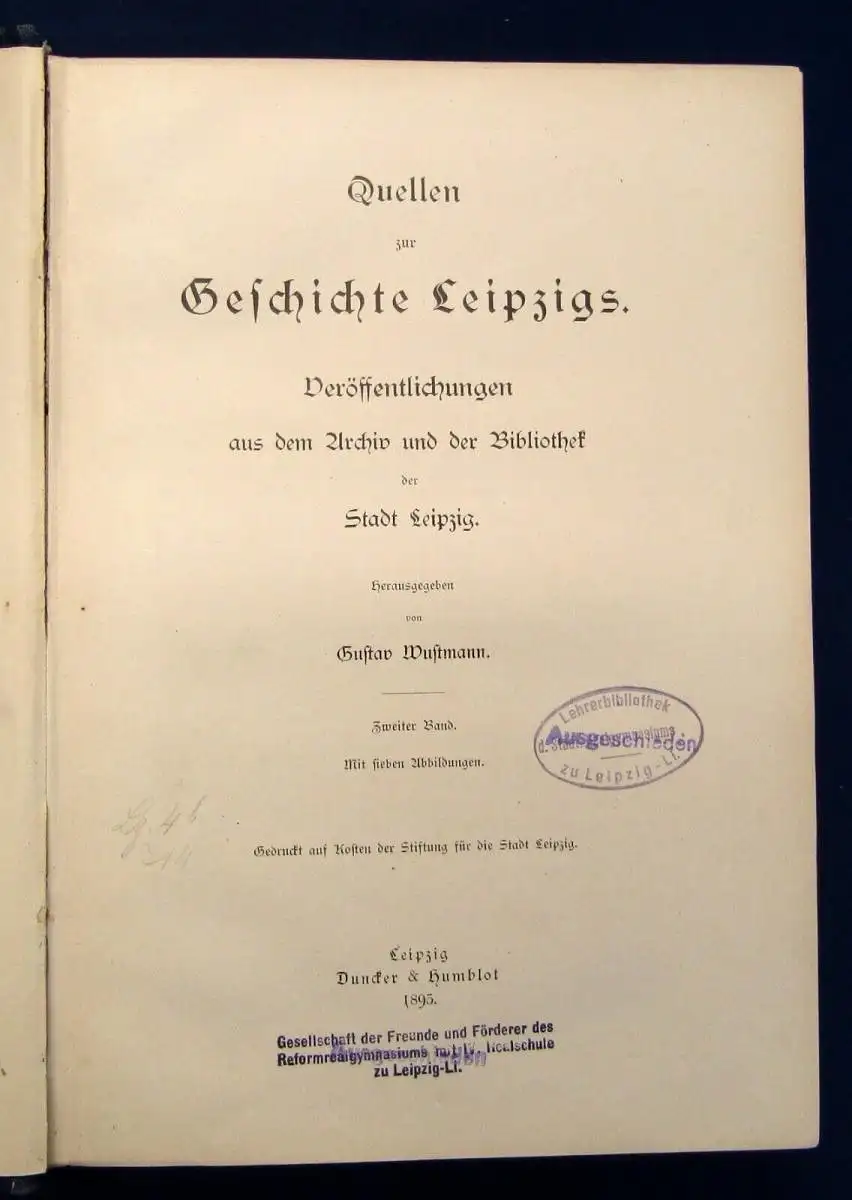 Quellen
zur
Geschichte Leipzigs.
Veröffentlichungen
aus dem Archiv und der Bibliothek
der
Stadt Leipzig.
Herausgegeben
von
Gustav Wustmann.
Zweiter Band.
Mit sieben Abbildungen.
Lehrerbibliothek
Ausgeschieden
zu Leipzig-Li.
Gedruckt auf Kosten der Stiftung für die Stadt Leipzig.
Leipzig
Duncker & Humblot
1895.
Gesellschaft der Freunde und Förderer des
Reformrealgymnasiums Realschule
zu Leipzig-Li.